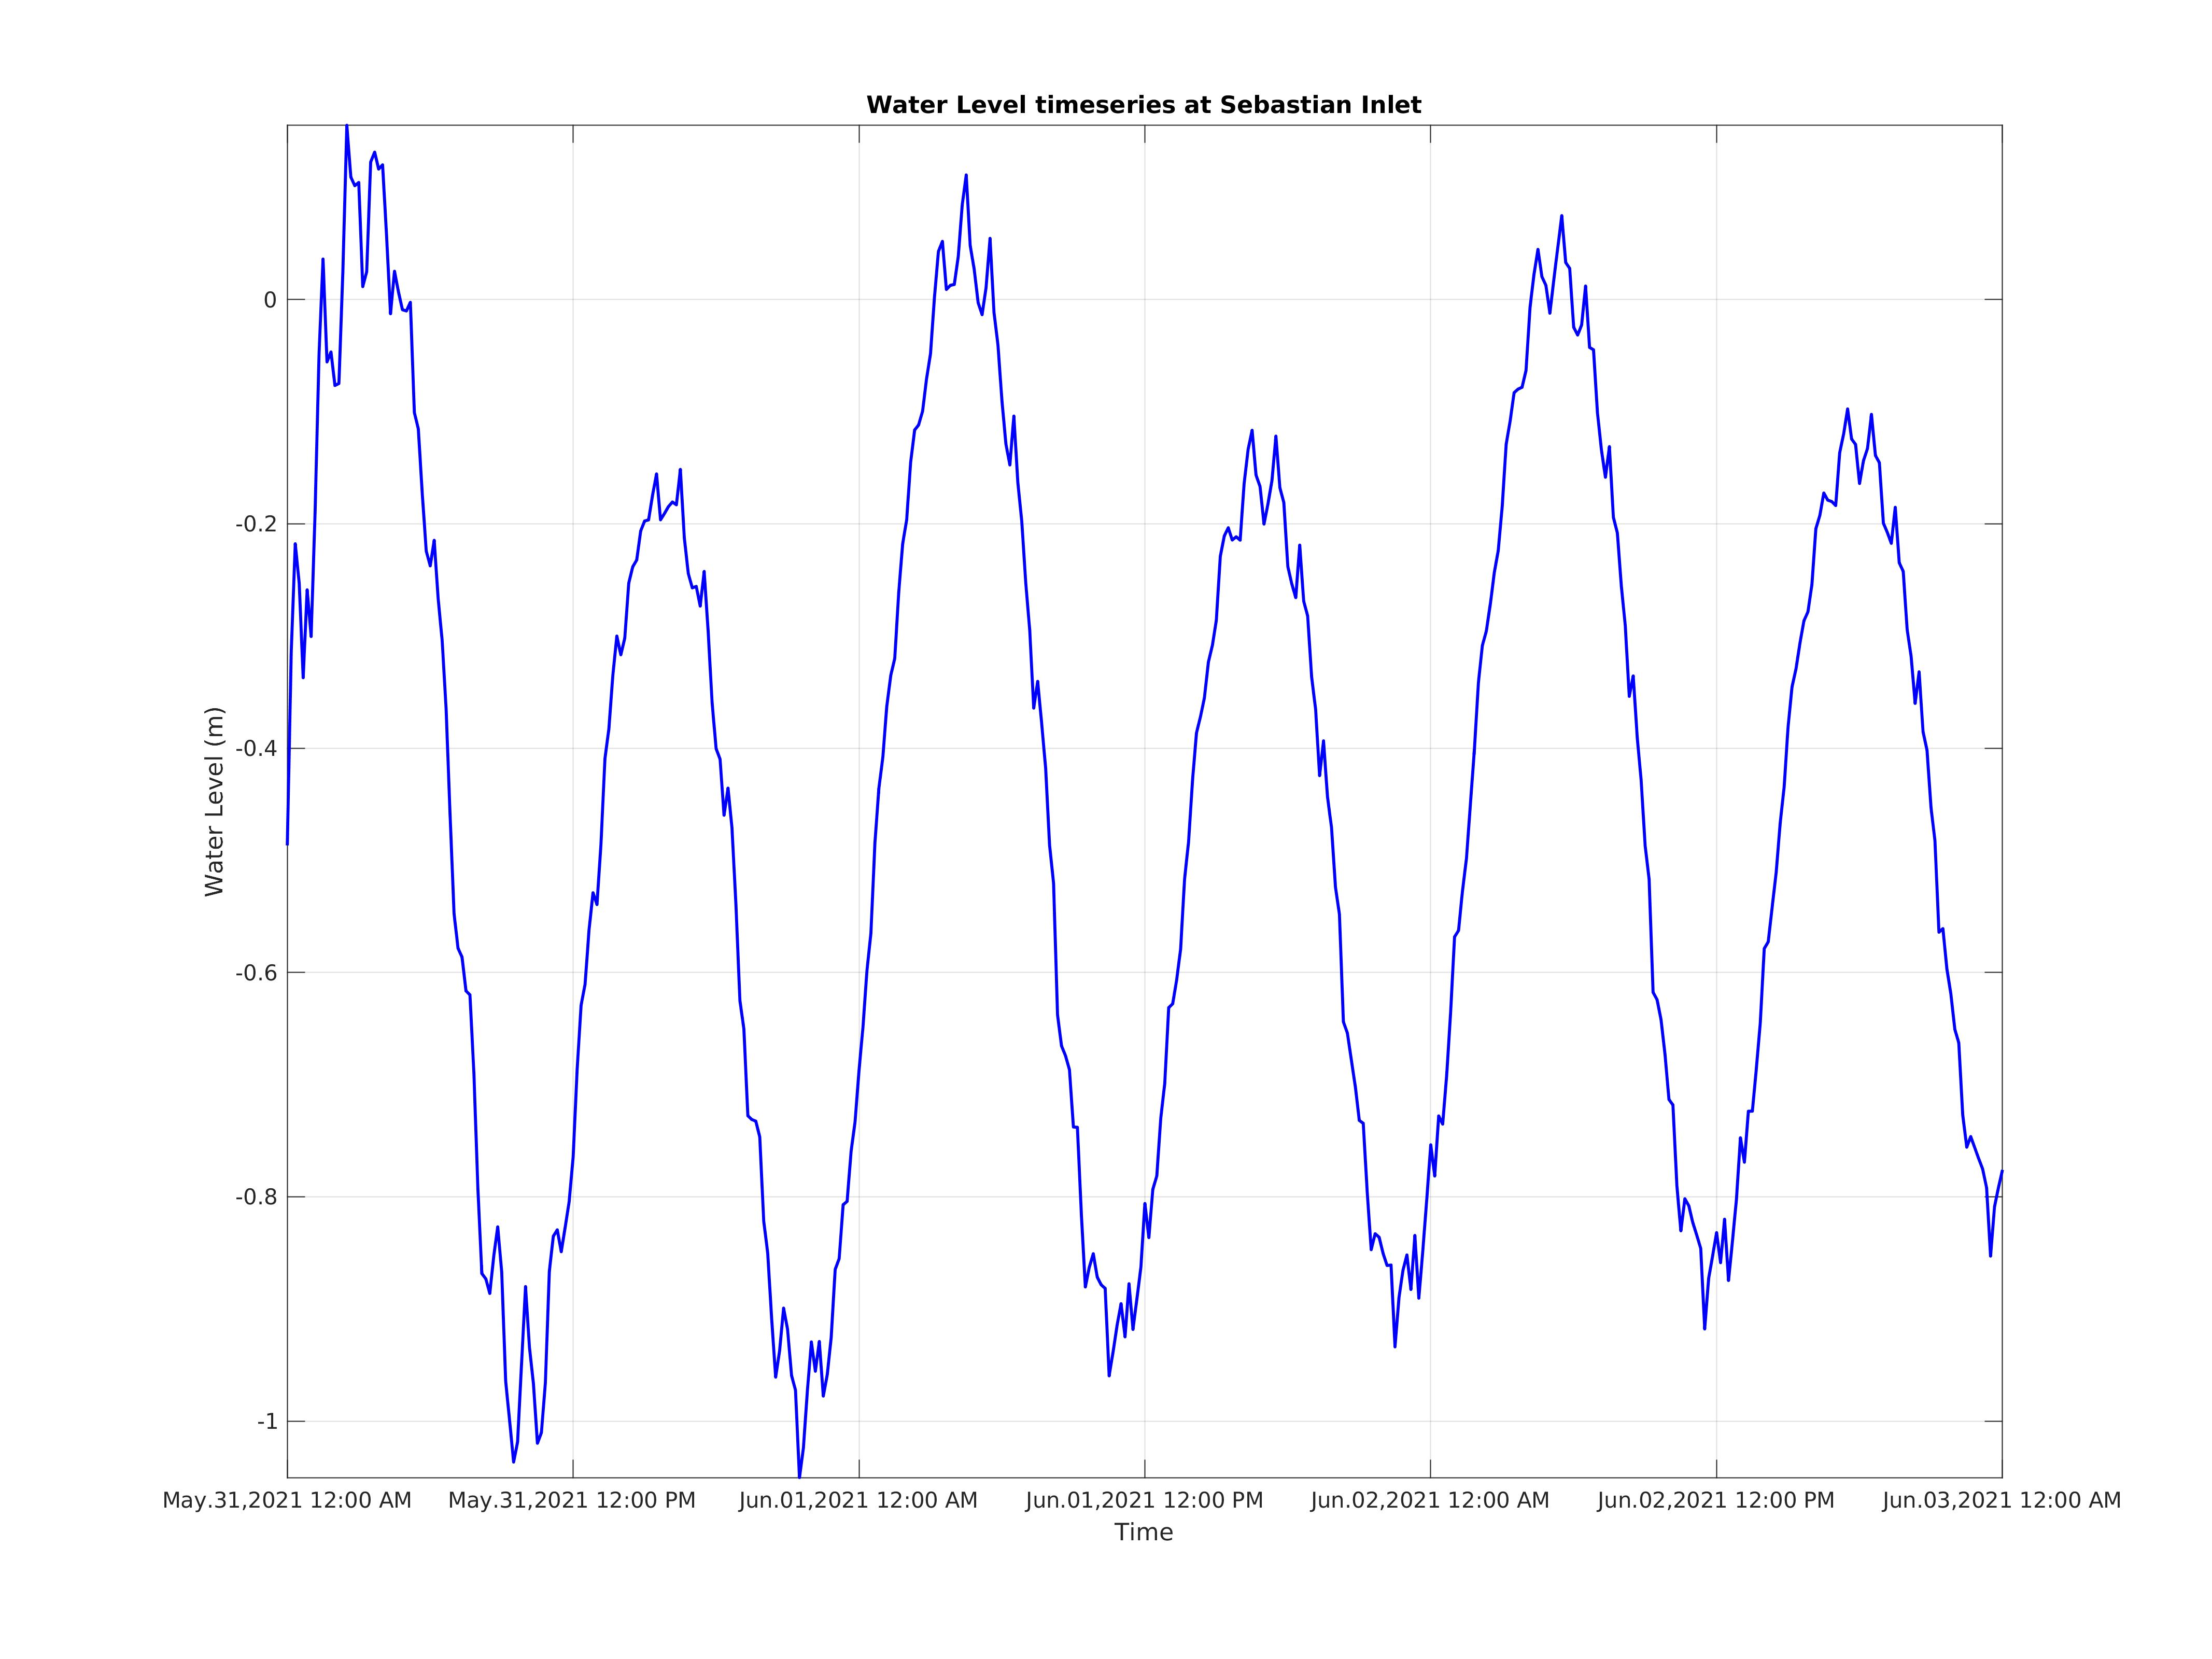 Water Level timeseries at Sebastian Inlet
0
-0.2
-0.4
-0.6
-0.8
-1
Water Level (m)
May.31,2021 12:00 AM
May.31,2021 12:00 PM
Jun.01,2021 12:00 AM
Jun.01,2021 12:00 PM
Jun.02,2021 12:00 AM
Jun.02,2021 12:00 PM
Jun.03,2021 12:00 AM
Time